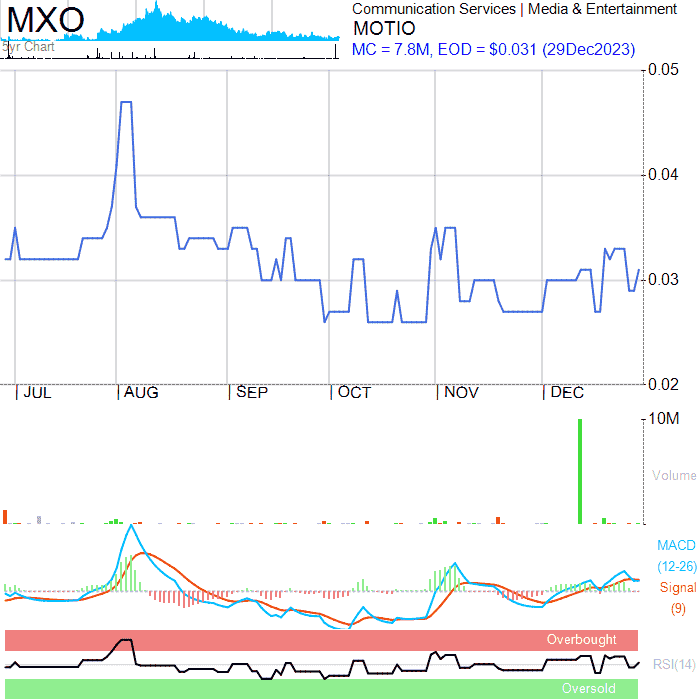 MXO
5yr Chart
Communication Services | Media & Entertainment
MOTIO
MC = 7.8M, EOD = $0.031 (29Dec2023)
0.05
0.04
0.03
0.02
JUL AUG SEP OCT NOV DEC
10M
Volume
MACD
(12-26)
Signal
(9)
Overbought
RSI(14)
Oversold